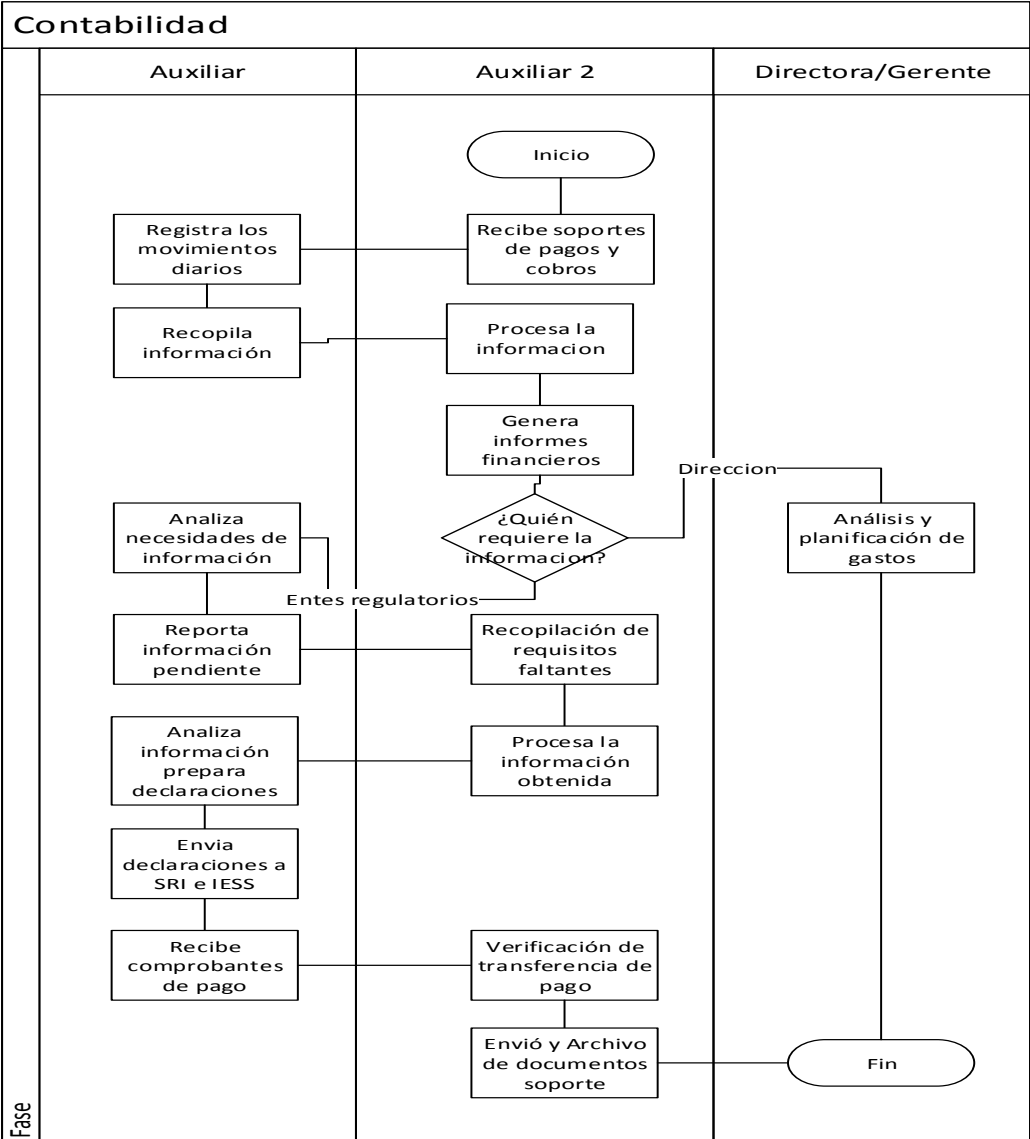 Contabilidad
Auxiliar
Auxiliar 2
Directora/Gerente
Inicio
Registra los
movimientos
diarios
Recibe soportes
de pagos y
cobros
Recopila
información
Procesa la
informacion
Genera
informes
financieros
Direccion
Analiza
necesidades de
información
¿Quién
requiere la
informacion?
Análisis y
planificación de
gastos
Entes regulatorios
Reporta
información
pendiente
Recopilación de
requisitos
faltantes
Analiza
información
prepara
declaraciones
Procesa la
información
obtenida
Envia
declaraciones a
SRI e IESS
Recibe
comprobantes
de pago
Verificación de
transferencia de
pago
Envió y Archivo
de documentos
soporte
Fin
Fase